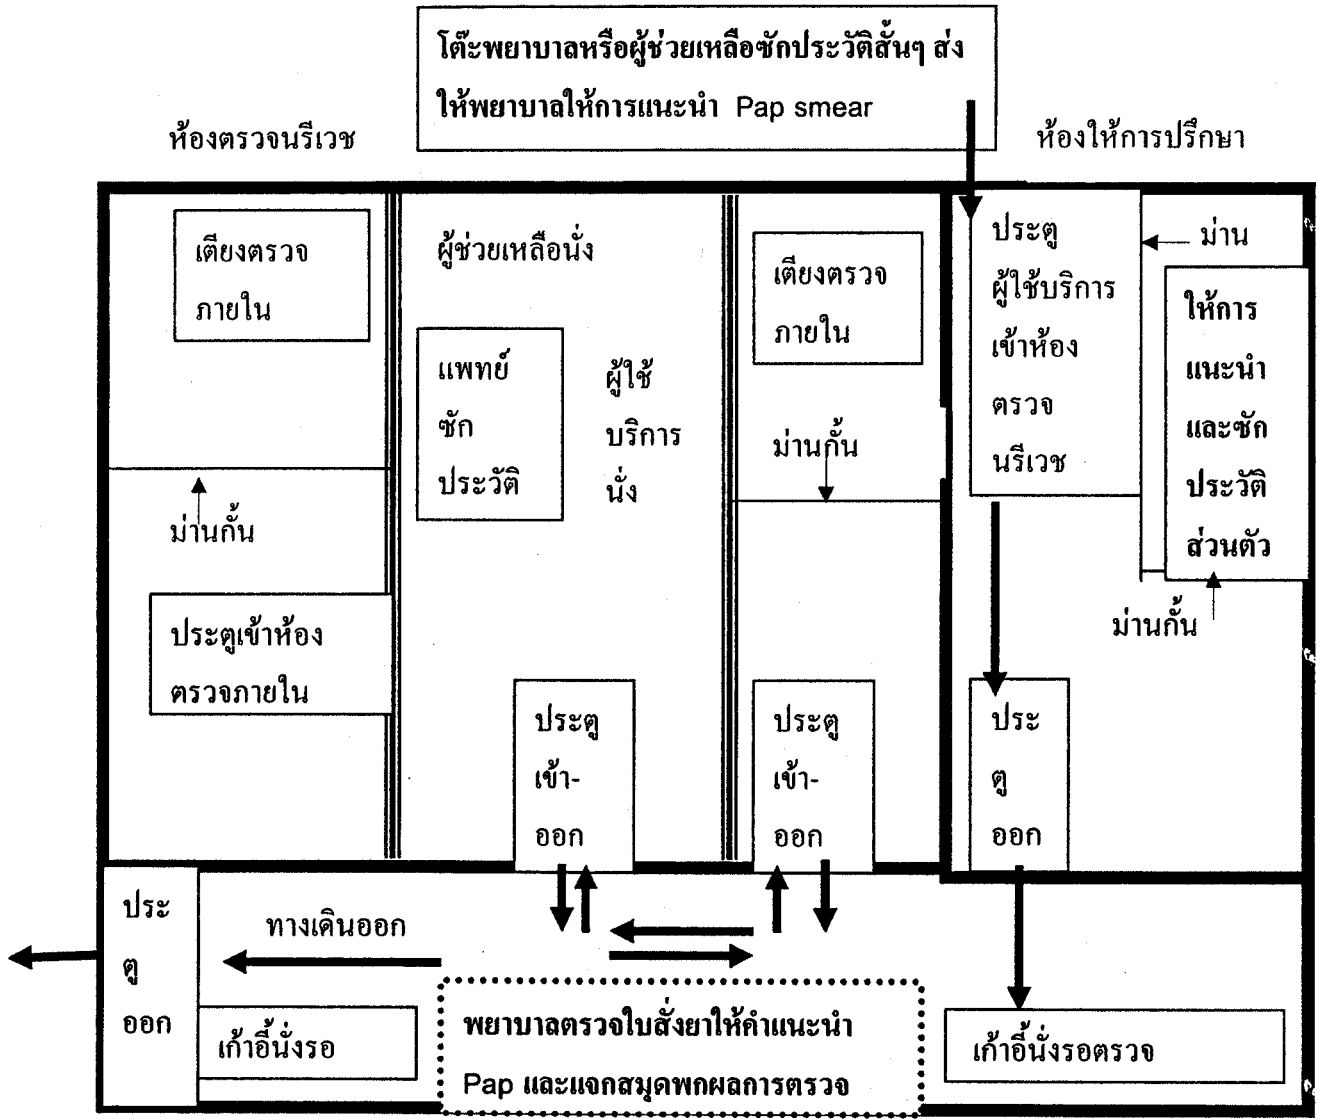 โต๊ะพยาบาลหรือผู้ช่วยเหลือซักประวัติสั้นๆ ส่ง
ให้พยาบาลให้การแนะนำ Pap smear
ห้องตรวจนรีเวช
ห้องให้การปรึกษา
เตียงตรวจ
ภายใน
ม่านกั้น
ประตูเข้าห้อง
ตรวจภายใน
ผู้ช่วยเหลือนั่ง
แพทย์
ซัก
ประวัติ
ผู้ใช้
บริการ
นั่ง
เตียงตรวจ
ภายใน
ม่านกั้น
ประตู
ผู้ใช้บริการ
เข้าห้อง
ตรวจ
นรีเวช
ม่าน
ให้การ
แนะนำ
และซัก
ประวัติ
ส่วนตัว
ม่านกั้น
ประตู
เข้า-
ออก
ประตู
เข้า-
ออก
ประ
ตู
ออก
ประ
ตู
ออก
ทางเดินออก
เก้าอี้นั่งรอ
พยาบาลตรวจใบสั่งยาให้คำแนะนำ
Pap และแจกสมุดพกผลการตรวจ
เก้าอี้นั่งรอตรวจ